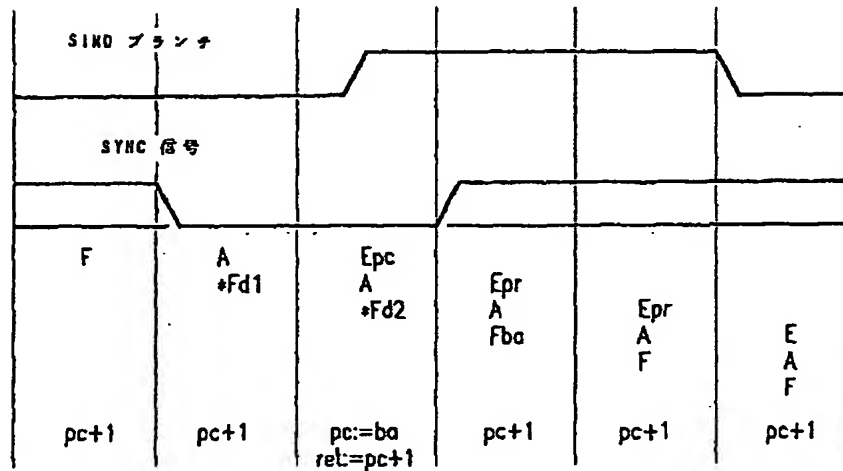 SIMD ブランチ
SYNC 信号
F A Epc
*Fd1 A Epr
*Fd2 A Epr
Fba A E
F A
F
pc+1 pc+1 pc:=ba pc+1 pc+1 pc+1
ret:=pc+1